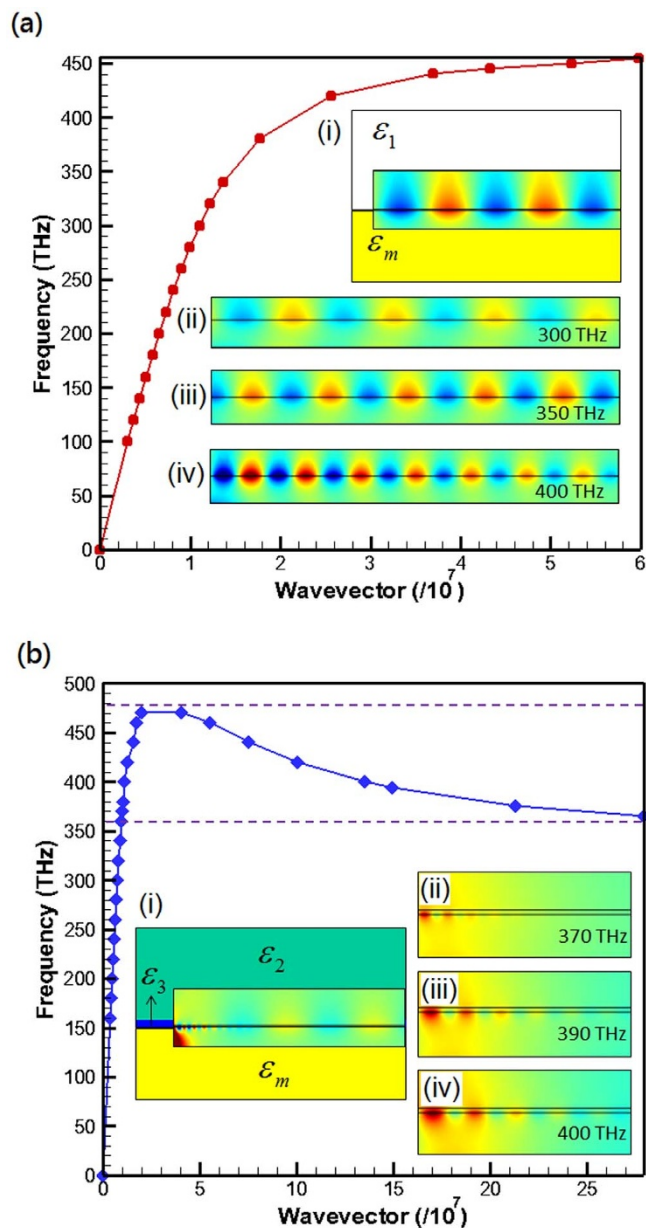 (a)
450
400
350
300
250
200
150
100
50
0
Frequency (THz)
(i)
ε1
εm
(ii)
300 THz
(iii)
350 THz
(iv)
400 THz
0 1 2 3 4 5 6
Wavevector (/10^7)
(b)
500
450
400
350
300
250
200
150
100
50
0
Frequency (THz)
(i)
ε3
ε2
εm
(ii)
370 THz
(iii)
390 THz
(iv)
400 THz
0 5 10 15 20 25
Wavevector (/10^7)